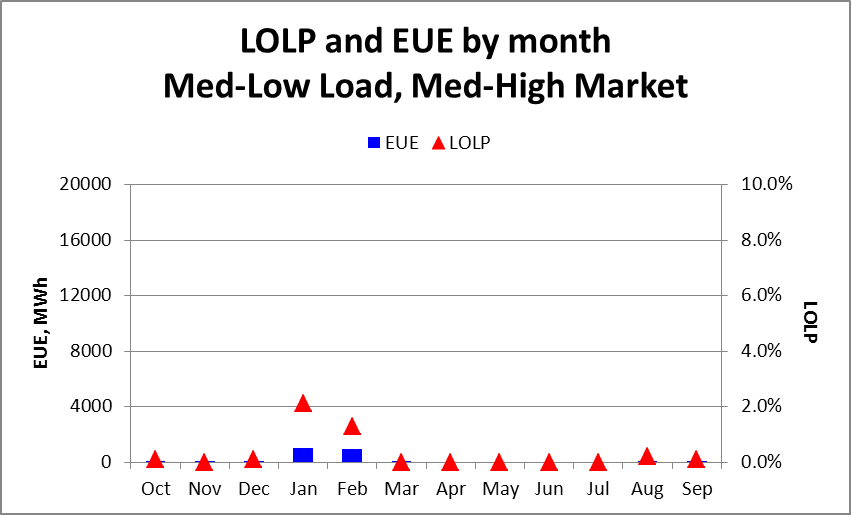 LOLP and EUE by month
Med-Low Load, Med-High Market
EUE LOLP
20000
16000
12000
8000
4000
0
EUE, MWh
10.0%
8.0%
6.0%
4.0%
2.0%
0.0%
LOLP
Oct Nov Dec Jan Feb Mar Apr May Jun Jul Aug Sep